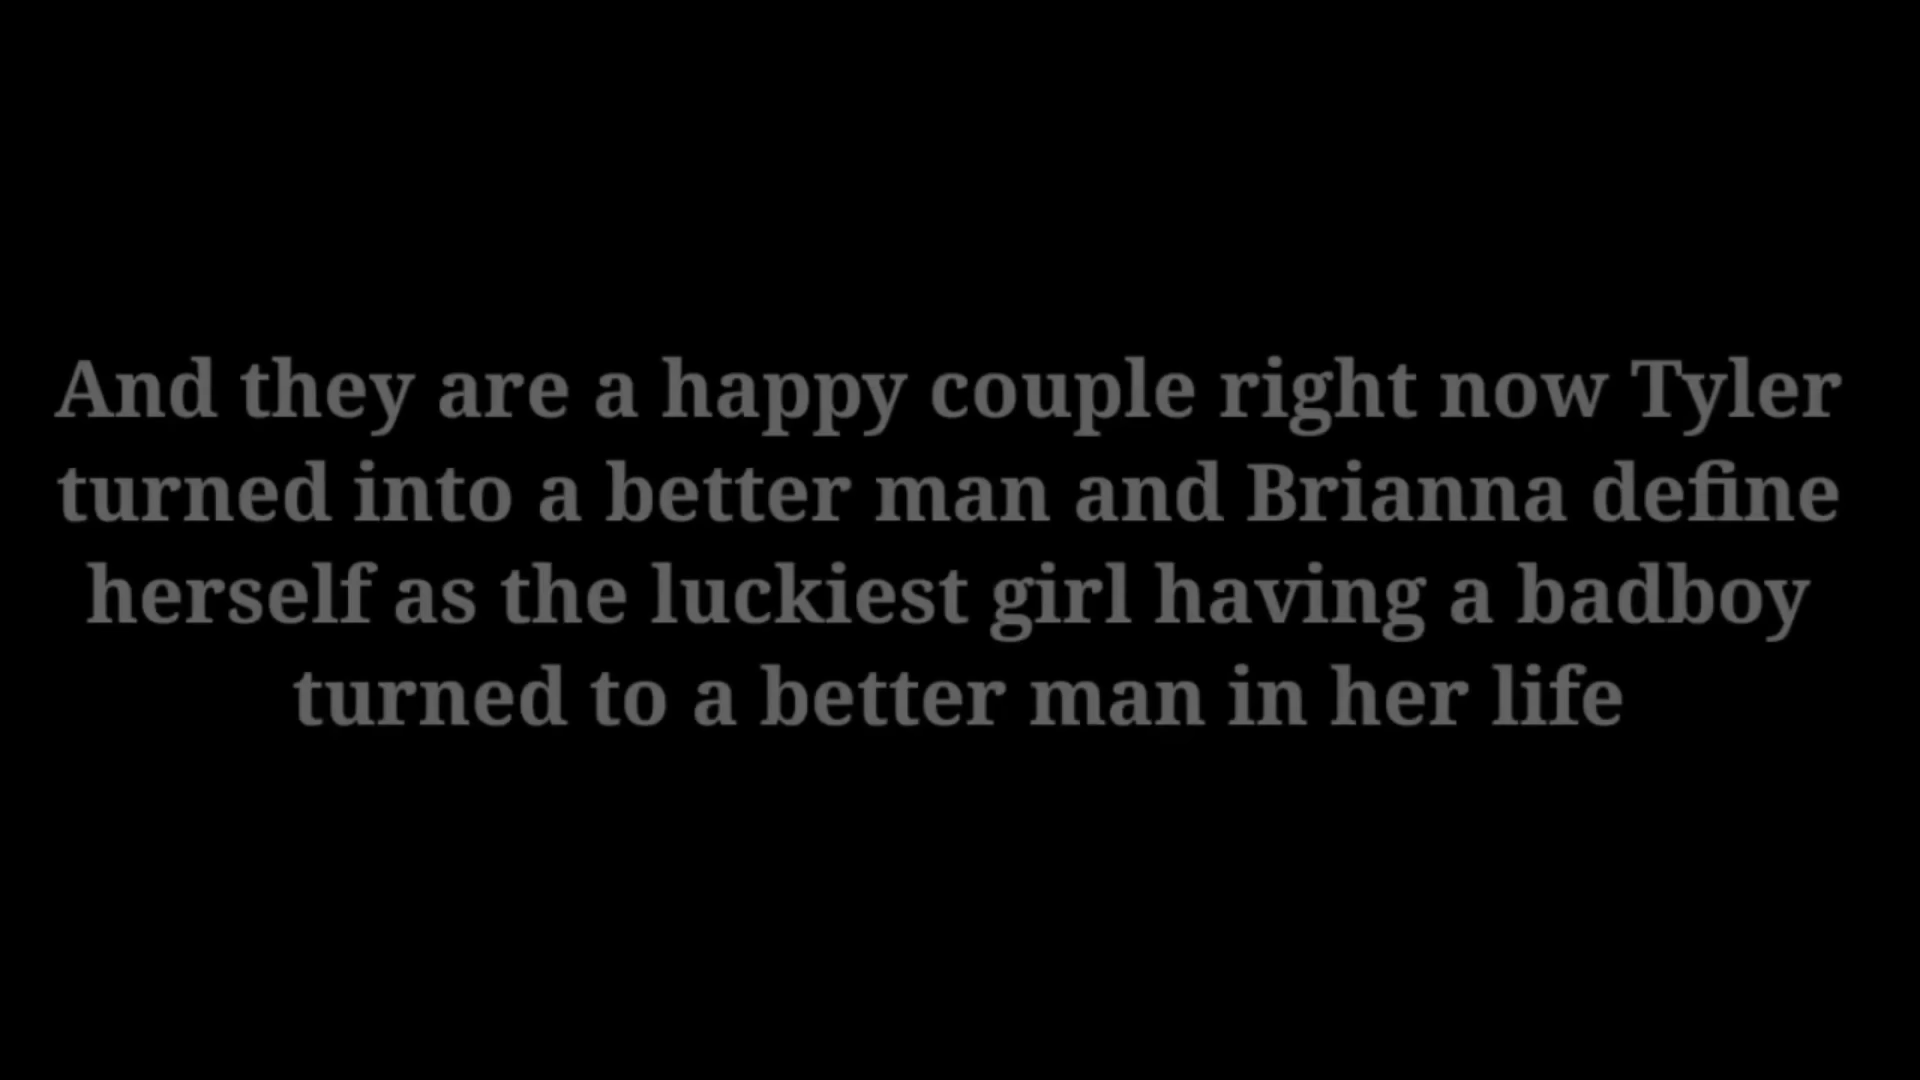 And they are a happy couple right now Tyler
turned into a better man and Brianna define
herself as the luckiest girl having a badboy
turned to a better man in her life